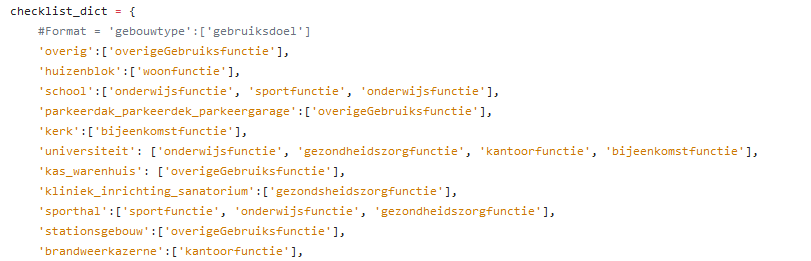 checklist_dict = {
#Format = 'gebouwtype':['gebruiksdoel']
'overig':['overigeGebruiksfunctie'],
'huizenblok':['woonfunctie'],
'school':['onderwijsfunctie', 'sportfunctie', 'onderwijsfunctie'],
'parkeerdak_parkeerdek_parkeergarage':['overigeGebruiksfunctie'],
'kerk':['bijeenkomstfunctie'],
'universiteit': ['onderwijsfunctie', 'gezondheidszorgfunctie', 'kantoorfunctie', 'bijeenkomstfunctie'],
'kas_warenhuis': ['overigeGebruiksfunctie'],
'kliniek_inrichting_sanatorium':['gezondsheidszorgfunctie'],
'sporthal':['sportfunctie', 'onderwijsfunctie', 'gezondheidszorgfunctie'],
'stationsgebouw':['overigeGebruiksfunctie'],
'brandweerkazerne':['kantoorfunctie'],